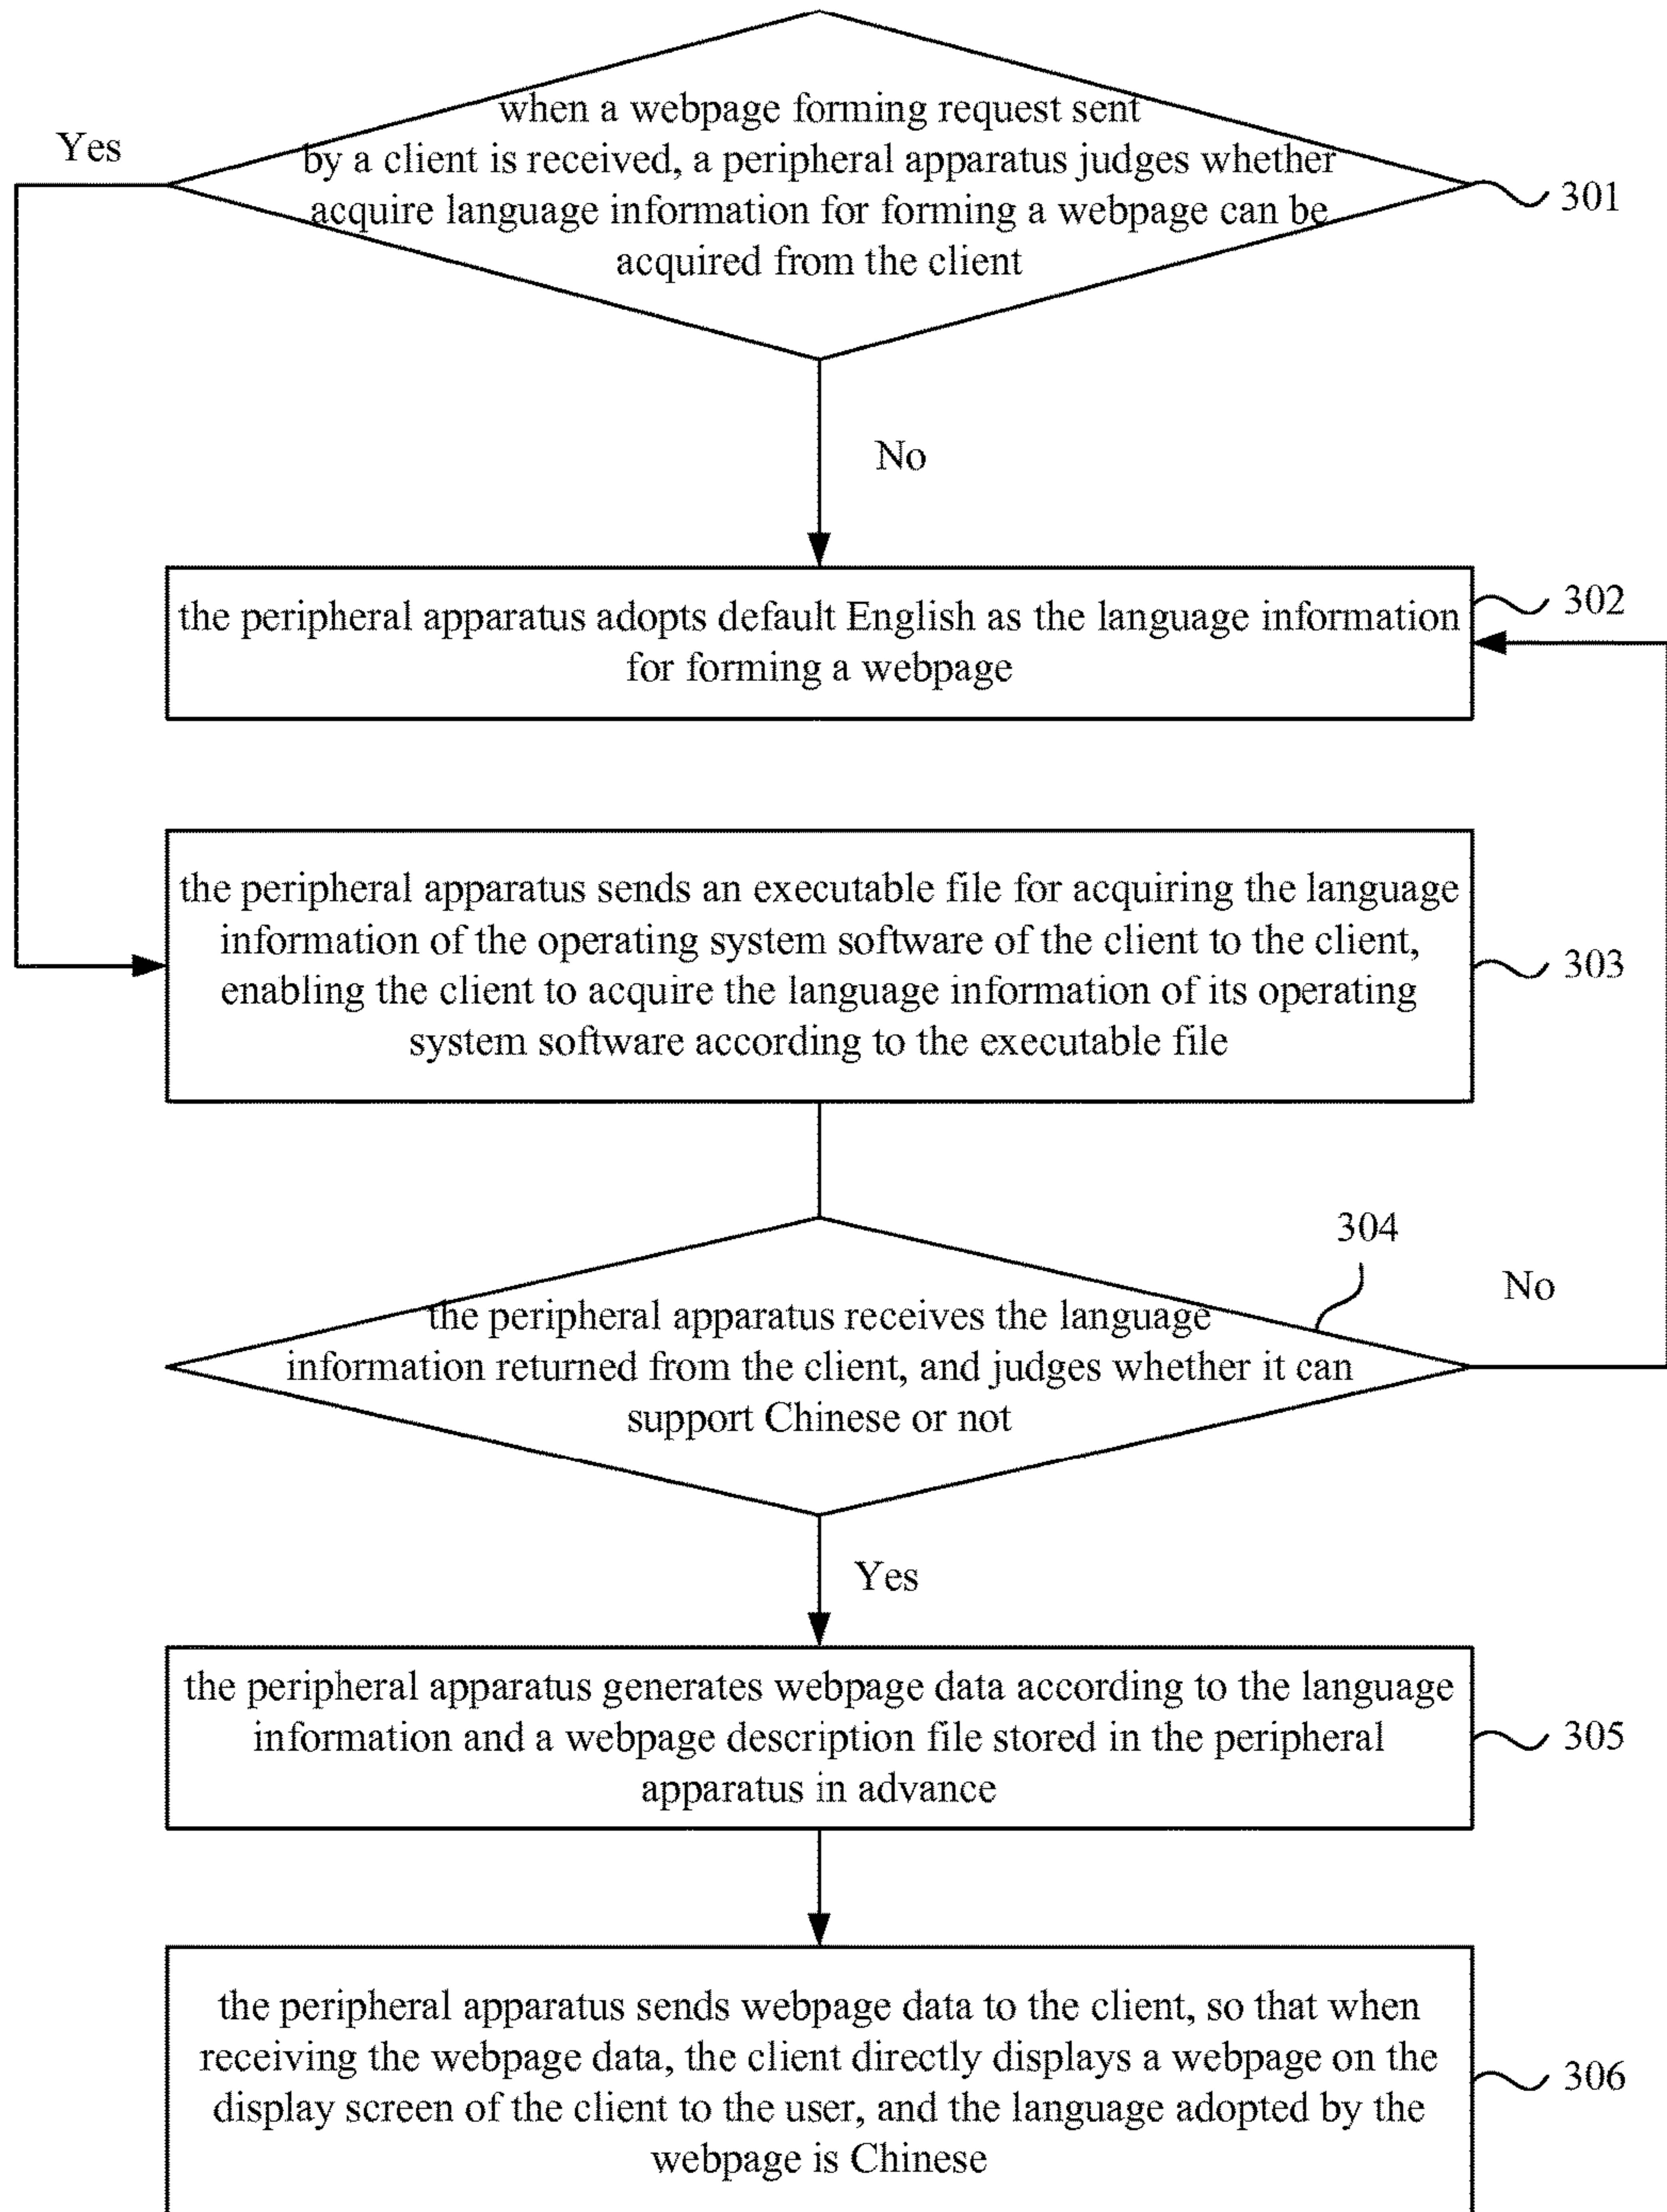 when a webpage forming request sent
by a client is received, a peripheral apparatus judges whether
acquire language information for forming a webpage can be
acquired from the client
Yes
301
No
the peripheral apparatus adopts default English as the language information
for forming a webpage
302
the peripheral apparatus sends an executable file for acquiring the language
information of the operating system software of the client to the client,
enabling the client to acquire the language information of its operating
system software according to the executable file
303
304
the peripheral apparatus receives the language
information returned from the client, and judges whether it can
support Chinese or not
No
Yes
the peripheral apparatus generates webpage data according to the language
information and a webpage description file stored in the peripheral
apparatus in advance
305
the peripheral apparatus sends webpage data to the client, so that when
receiving the webpage data, the client directly displays a webpage on the
display screen of the client to the user, and the language adopted by the
webpage is Chinese
306